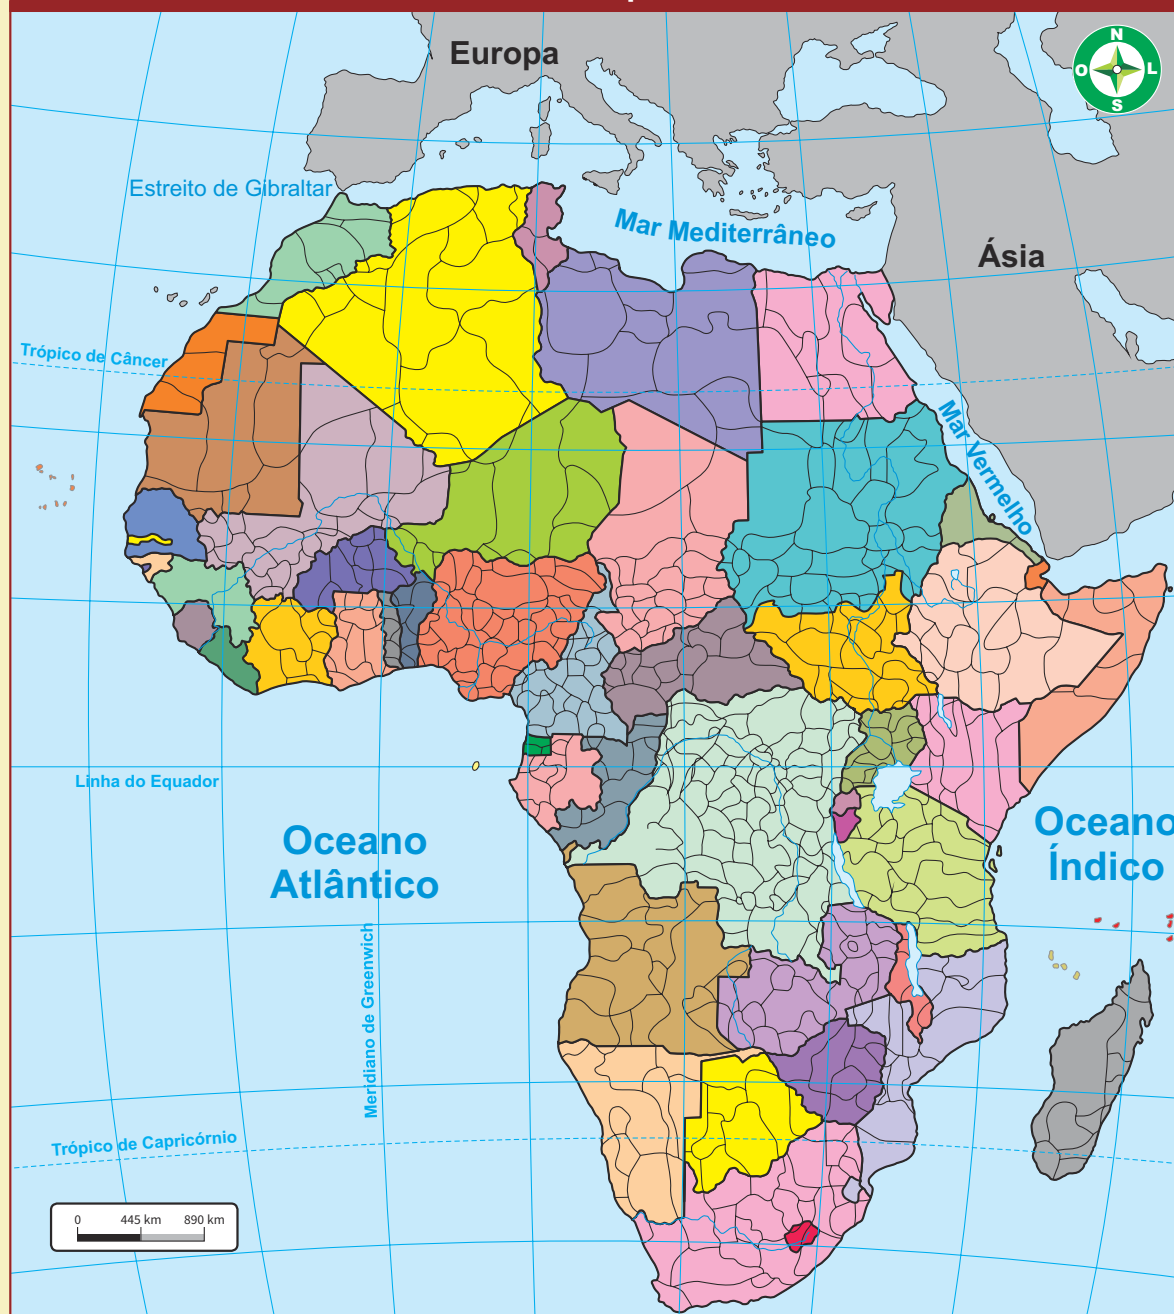 Europa
N
O
L
S
Estreito de Gibraltar
Mar Mediterrâneo
Ásia
Trópico de Câncer
Mar Vermelho
Linha do Equador
Oceano
Atlântico
Oceano
Índico
Meridiano de Greenwich
Trópico de Capricórnio
0 445 km 890 km